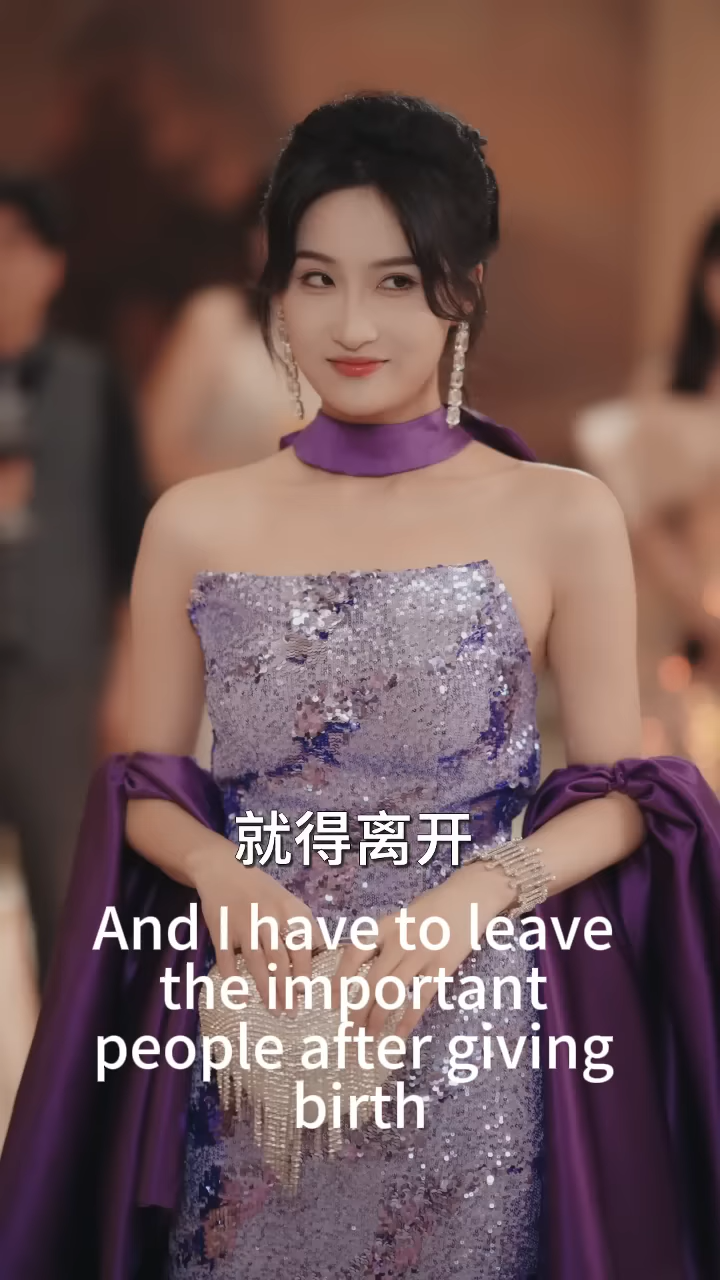 就得离开
And I have to leave
the important
people after giving
birth